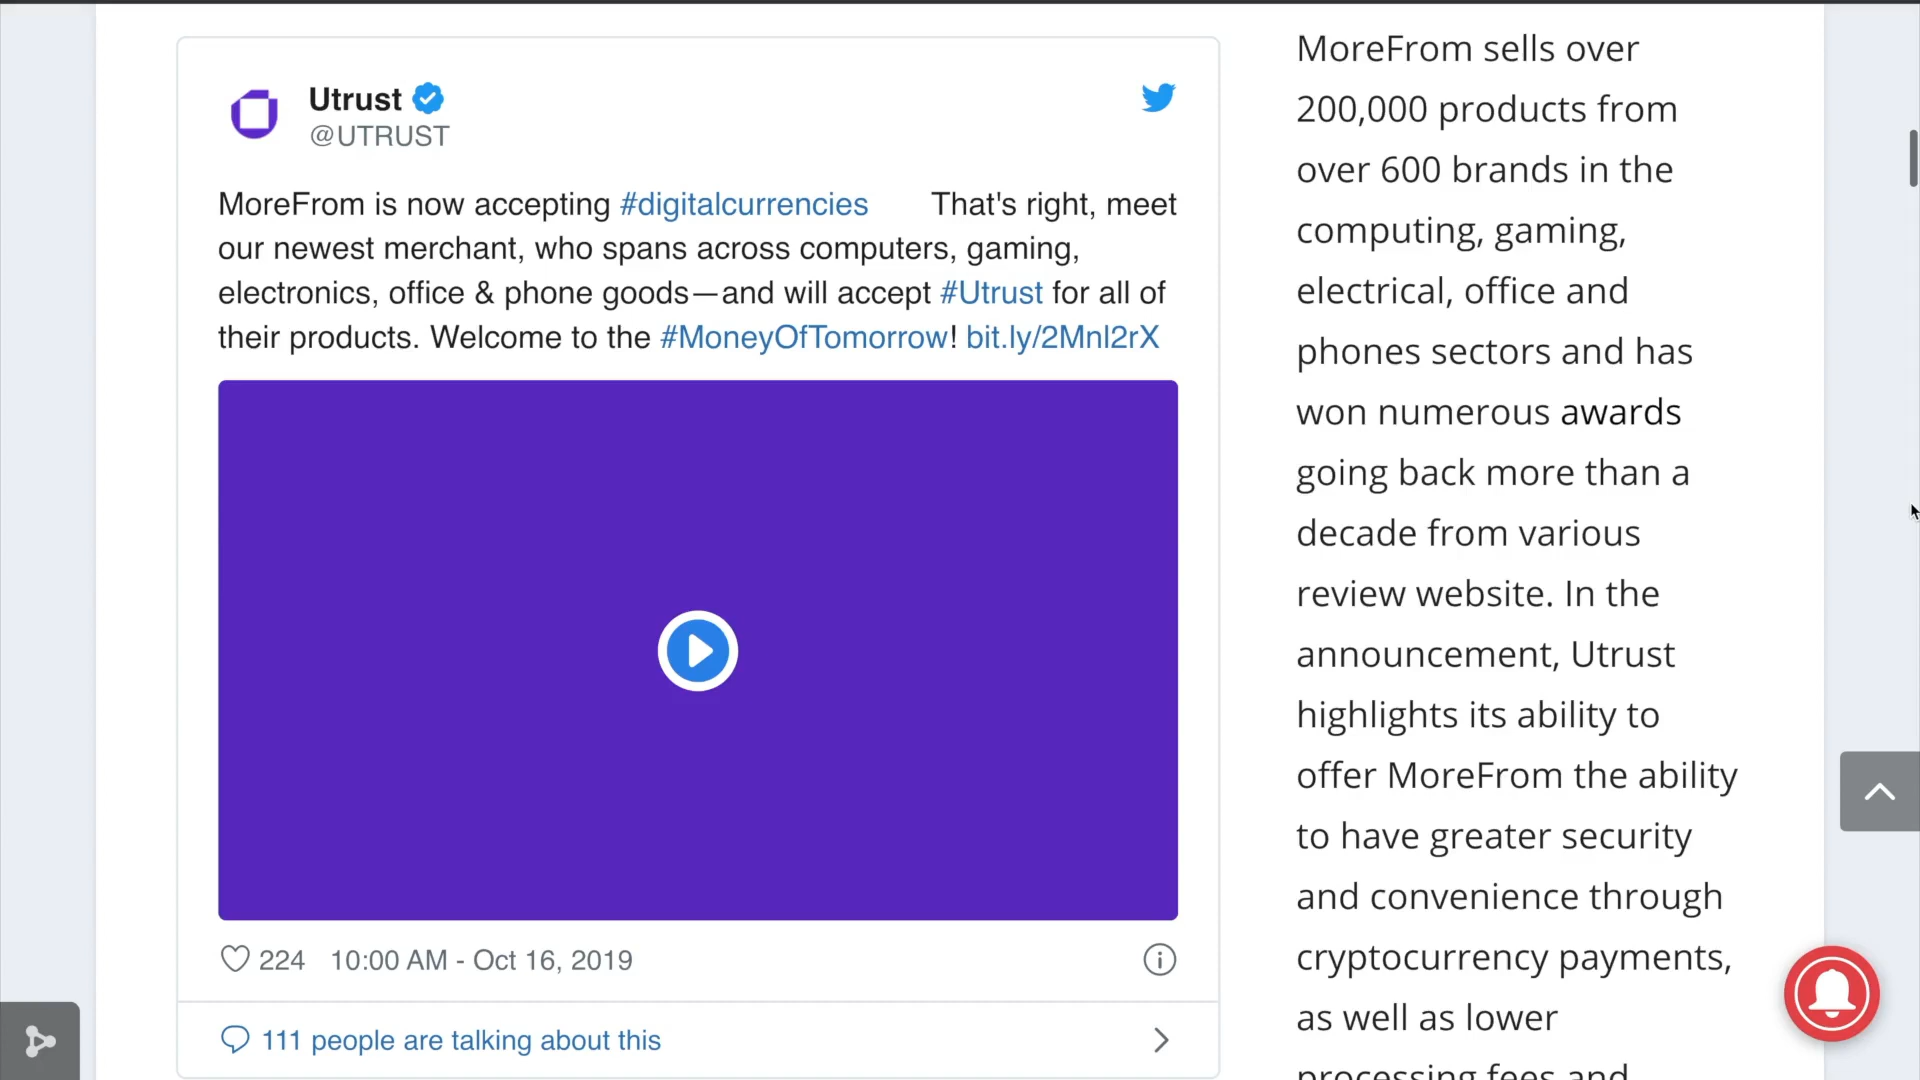 Utrust
@UTRUST
MoreFrom is now accepting #digitalcurrencies That's right, meet
our newest merchant, who spans across computers, gaming,
electronics, office & phone goods—and will accept #Utrust for all of
their products. Welcome to the #MoneyOfTomorrow! bit.ly/2Mnl2rX
224 10:00 AM - Oct 16, 2019
111 people are talking about this
MoreFrom sells over
200,000 products from
over 600 brands in the
computing, gaming,
electrical, office and
phones sectors and has
won numerous awards
going back more than a
decade from various
review website. In the
announcement, Utrust
highlights its ability to
offer MoreFrom the ability
to have greater security
and convenience through
cryptocurrency payments,
as well as lower
processing fees and